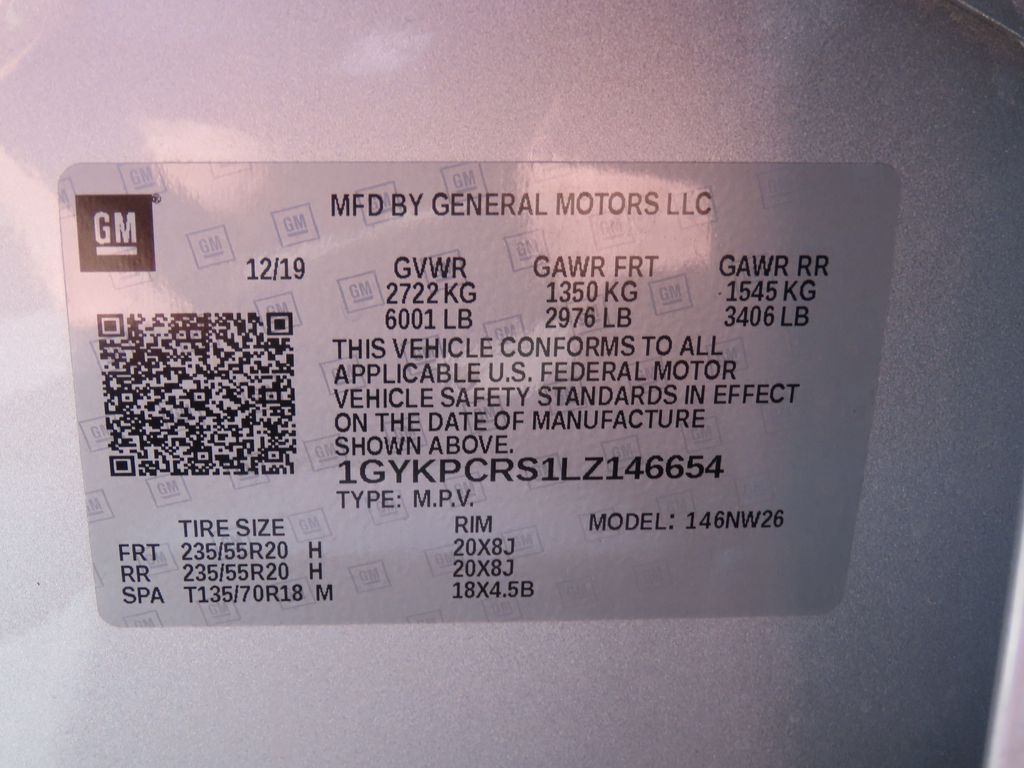 GM
MFD BY GENERAL MOTORS LLC
12/19 GVWR GAWR FRT GAWR RR
2722 KG 1350 KG 1545 KG
6001 LB 2976 LB 3406 LB
THIS VEHICLE CONFORMS TO ALL
APPLICABLE U.S. FEDERAL MOTOR
VEHICLE SAFETY STANDARDS IN EFFECT
ON THE DATE OF MANUFACTURE
SHOWN ABOVE.
1GYKPCRS1LZ146654
TYPE: M.P.V.
TIRE SIZE RIM MODEL: 146NW26
FRT 235/55R20 H 20X8J
RR 235/55R20 H 20X8J
SPA T135/70R18 M 18X4.5B